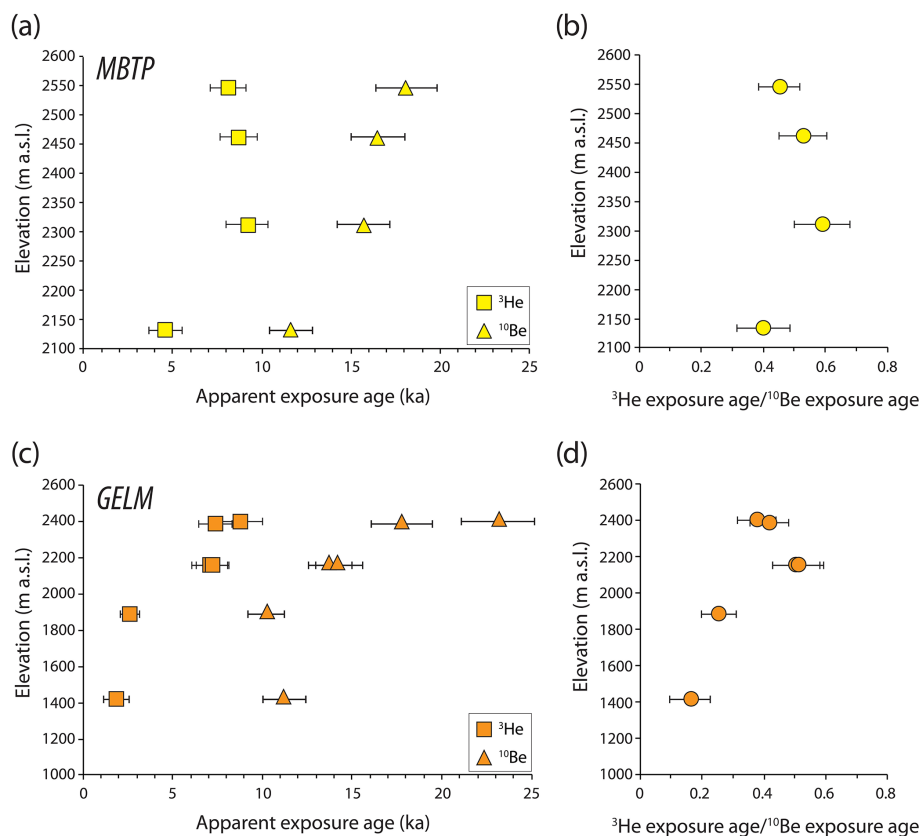 (a)
MBTP
2600
2550
2500
2450
2400
2350
2300
2250
2200
2150
2100
Elevation (m a.s.l.)
0 5 10 15 20 25
Apparent exposure age (ka)
³He
¹⁰Be
(b)
2600
2550
2500
2450
2400
2350
2300
2250
2200
2150
2100
Elevation (m a.s.l.)
0 0.2 0.4 0.6 0.8
³He exposure age/¹⁰Be exposure age
(c)
GELM
2600
2400
2200
2000
1800
1600
1400
1200
1000
Elevation (m a.s.l.)
0 5 10 15 20 25
Apparent exposure age (ka)
³He
¹⁰Be
(d)
2600
2400
2200
2000
1800
1600
1400
1200
1000
Elevation (m a.s.l.)
0 0.2 0.4 0.6 0.8
³He exposure age/¹⁰Be exposure age